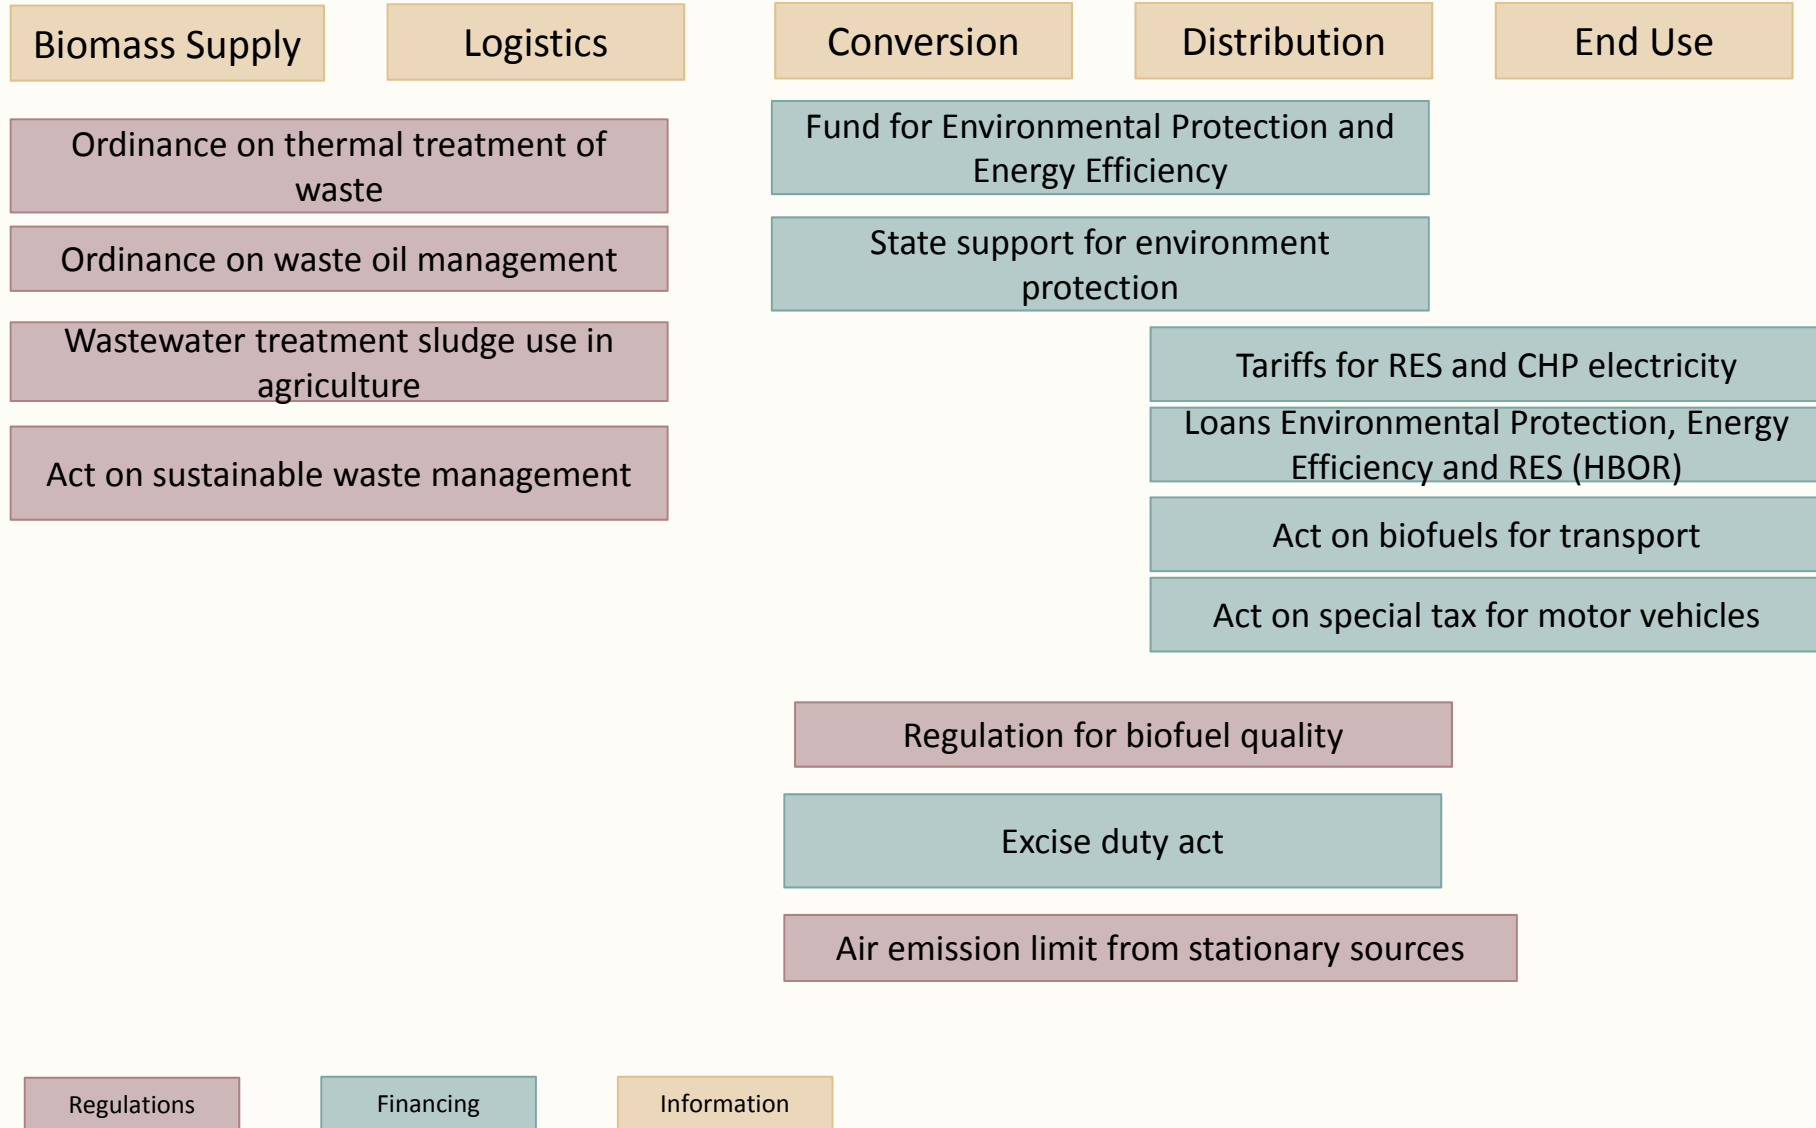 Biomass Supply
Logistics
Conversion
Distribution
End Use
Ordinance on thermal treatment of
waste
Ordinance on waste oil management
Wastewater treatment sludge use in
agriculture
Act on sustainable waste management
Fund for Environmental Protection and
Energy Efficiency
State support for environment
protection
Tariffs for RES and CHP electricity
Loans Environmental Protection, Energy
Efficiency and RES (HBOR)
Act on biofuels for transport
Act on special tax for motor vehicles
Regulation for biofuel quality
Excise duty act
Air emission limit from stationary sources
Regulations
Financing
Information